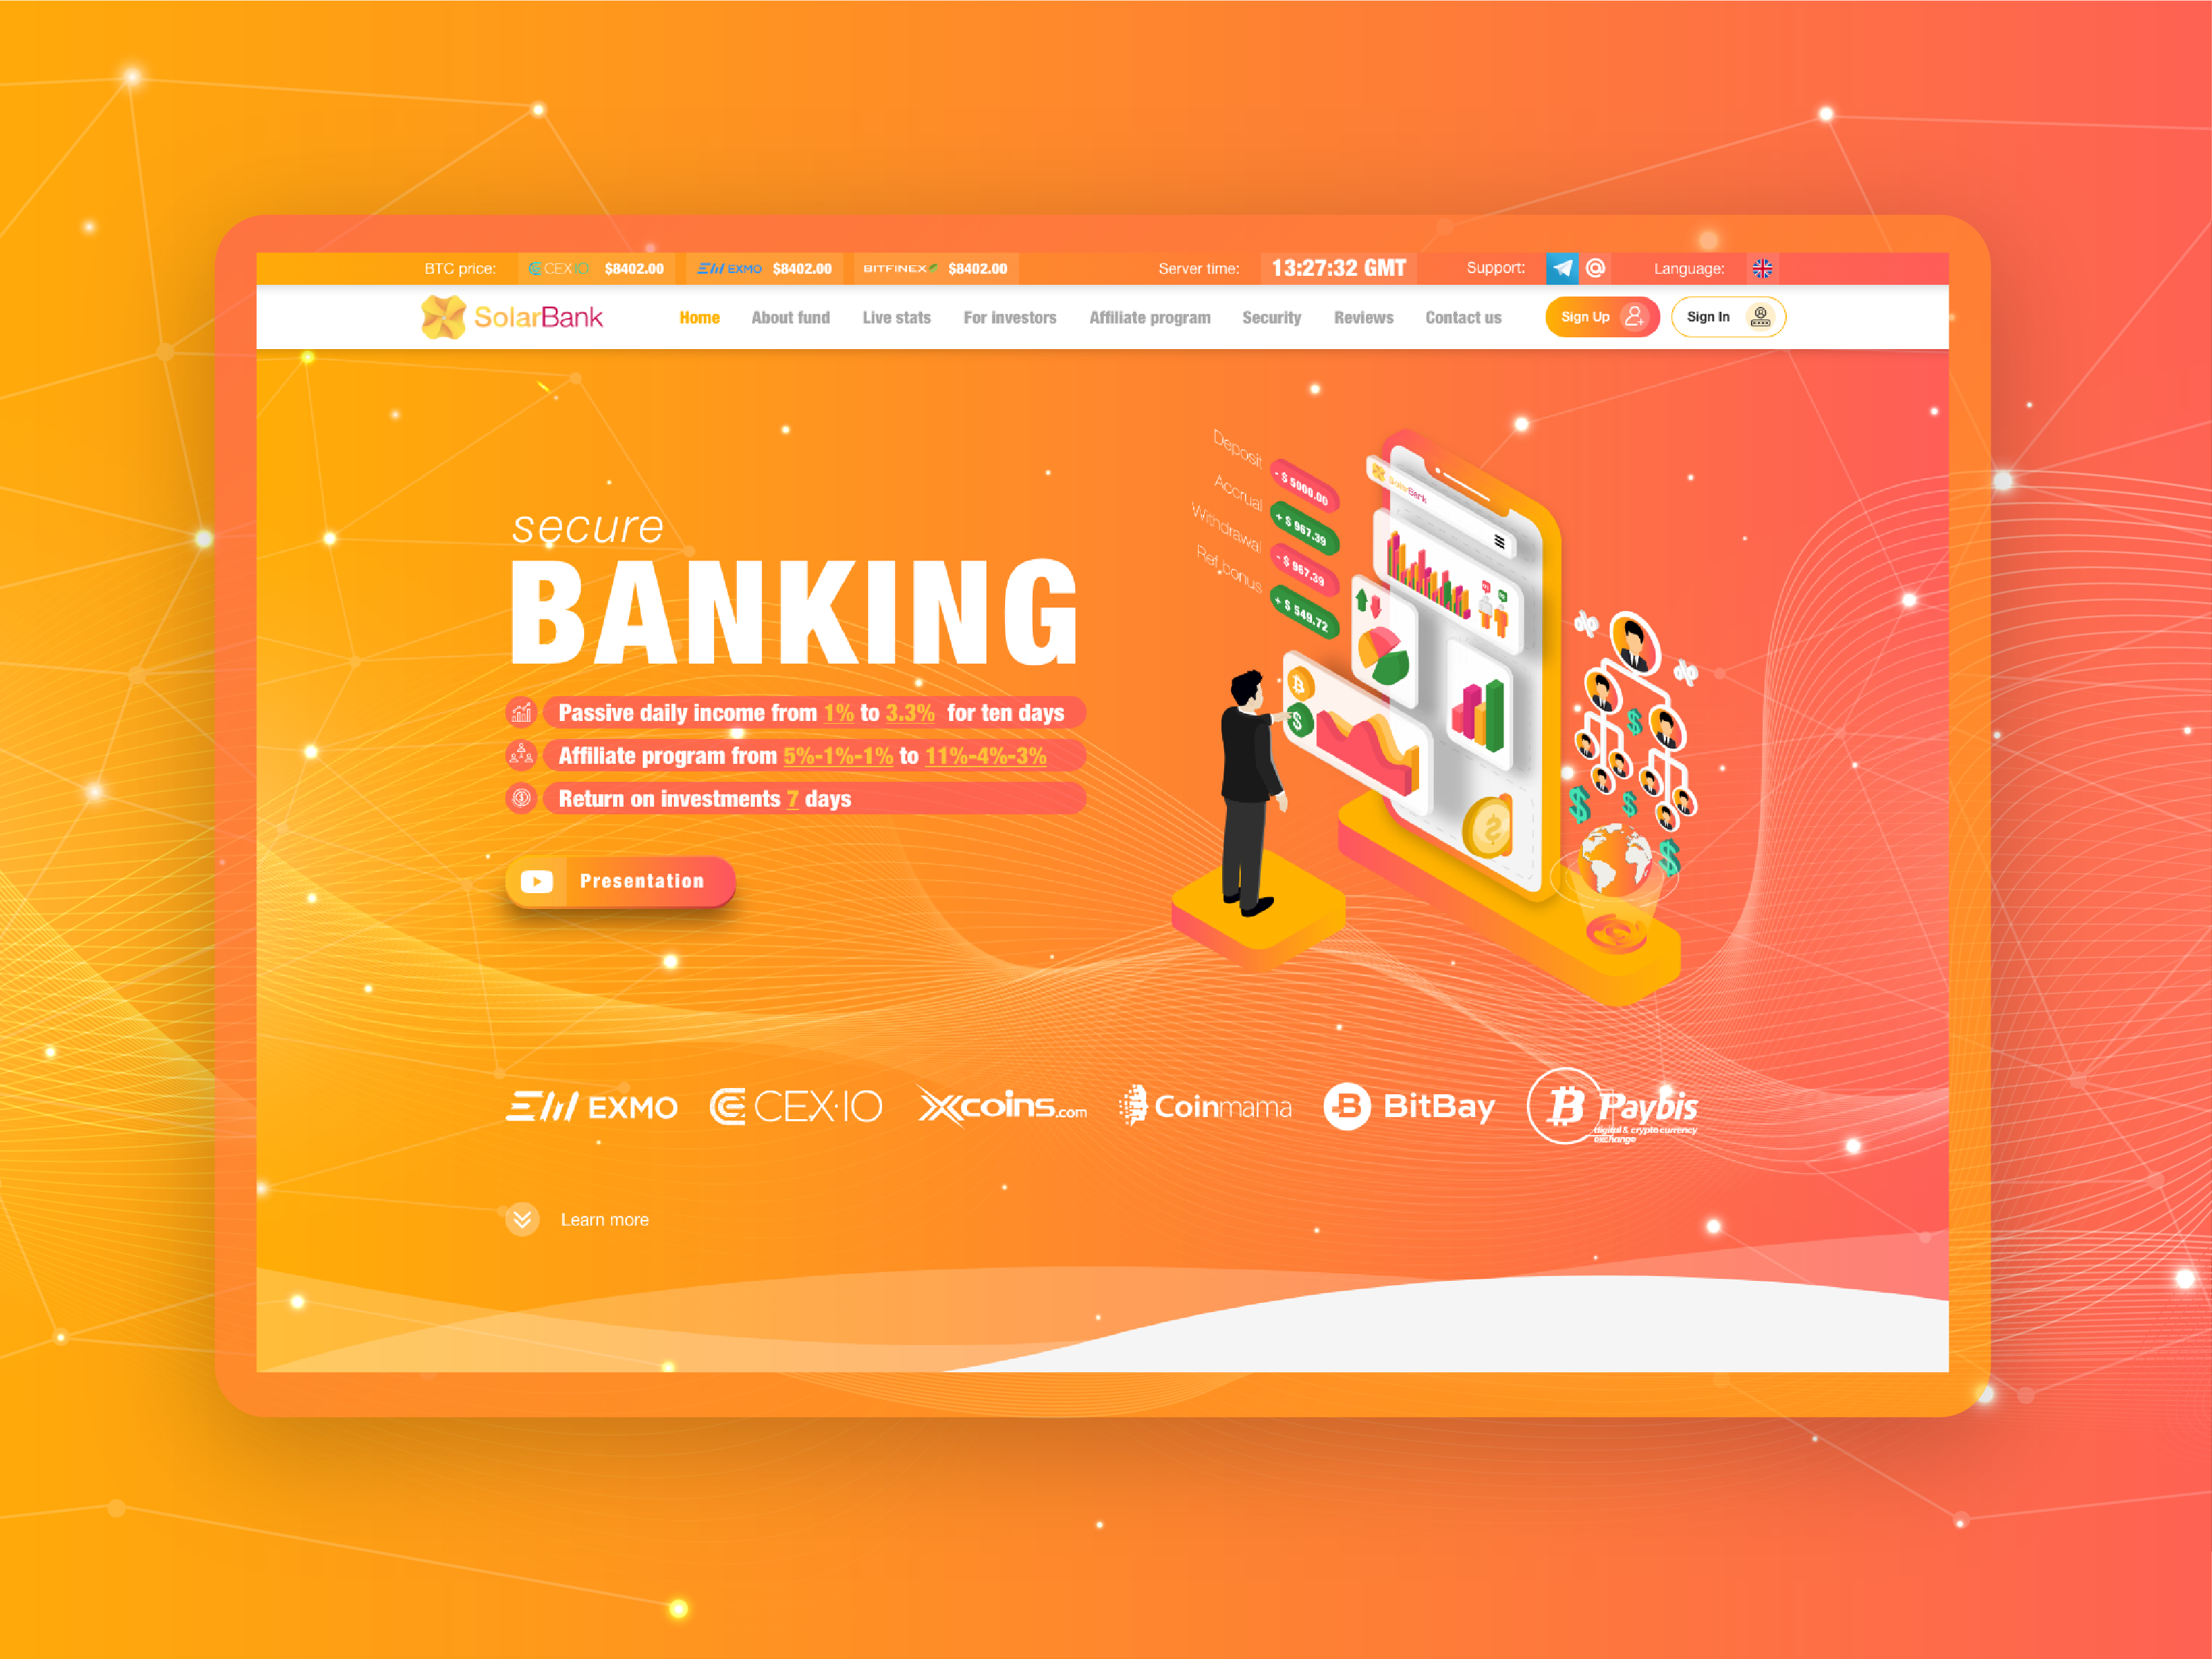 BTC price: CEX.IO $8402.00 EXMO $8402.00 BITFINEX $8402.00 Server time: 13:27:32 GMT Support: @ Language:
SolarBank Home About fund Live stats For investors Affiliate program Security Reviews Contact us Sign Up Sign In
secure
BANKING
Passive daily income from 1% to 3.3% for ten days
Affiliate program from 5%-1%-1% to 11%-4%-3%
Return on investments 7 days
Presentation
Deposit - $ 5000.00
Accrual + $ 967.39
Withdrawal - $ 967.39
Ref.bonus + $ 549.72
SolarBank
EXMO CEX.IO Xcoins.com Coinmama BitBay Paybis
digital & crypto currency
exchange
Learn more